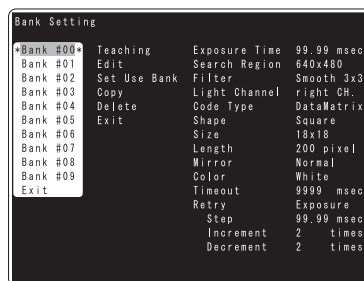 Bank Setting
*Bank #00* Teaching Exposure Time 99.99 msec
Bank #01 Edit Search Region 640x480
Bank #02 Set Use Bank Filter Smooth 3x3
Bank #03 Copy Light Channel right CH.
Bank #04 Delete Code Type DataMatrix
Bank #05 Exit Shape Square
Bank #06 Size 18x18
Bank #07 Length 200 pixel
Bank #08 Mirror Normal
Bank #09 Color White
Exit Timeout 9999 msec
Retry Exposure
Step 99.99 msec
Increment 2 times
Decrement 2 times